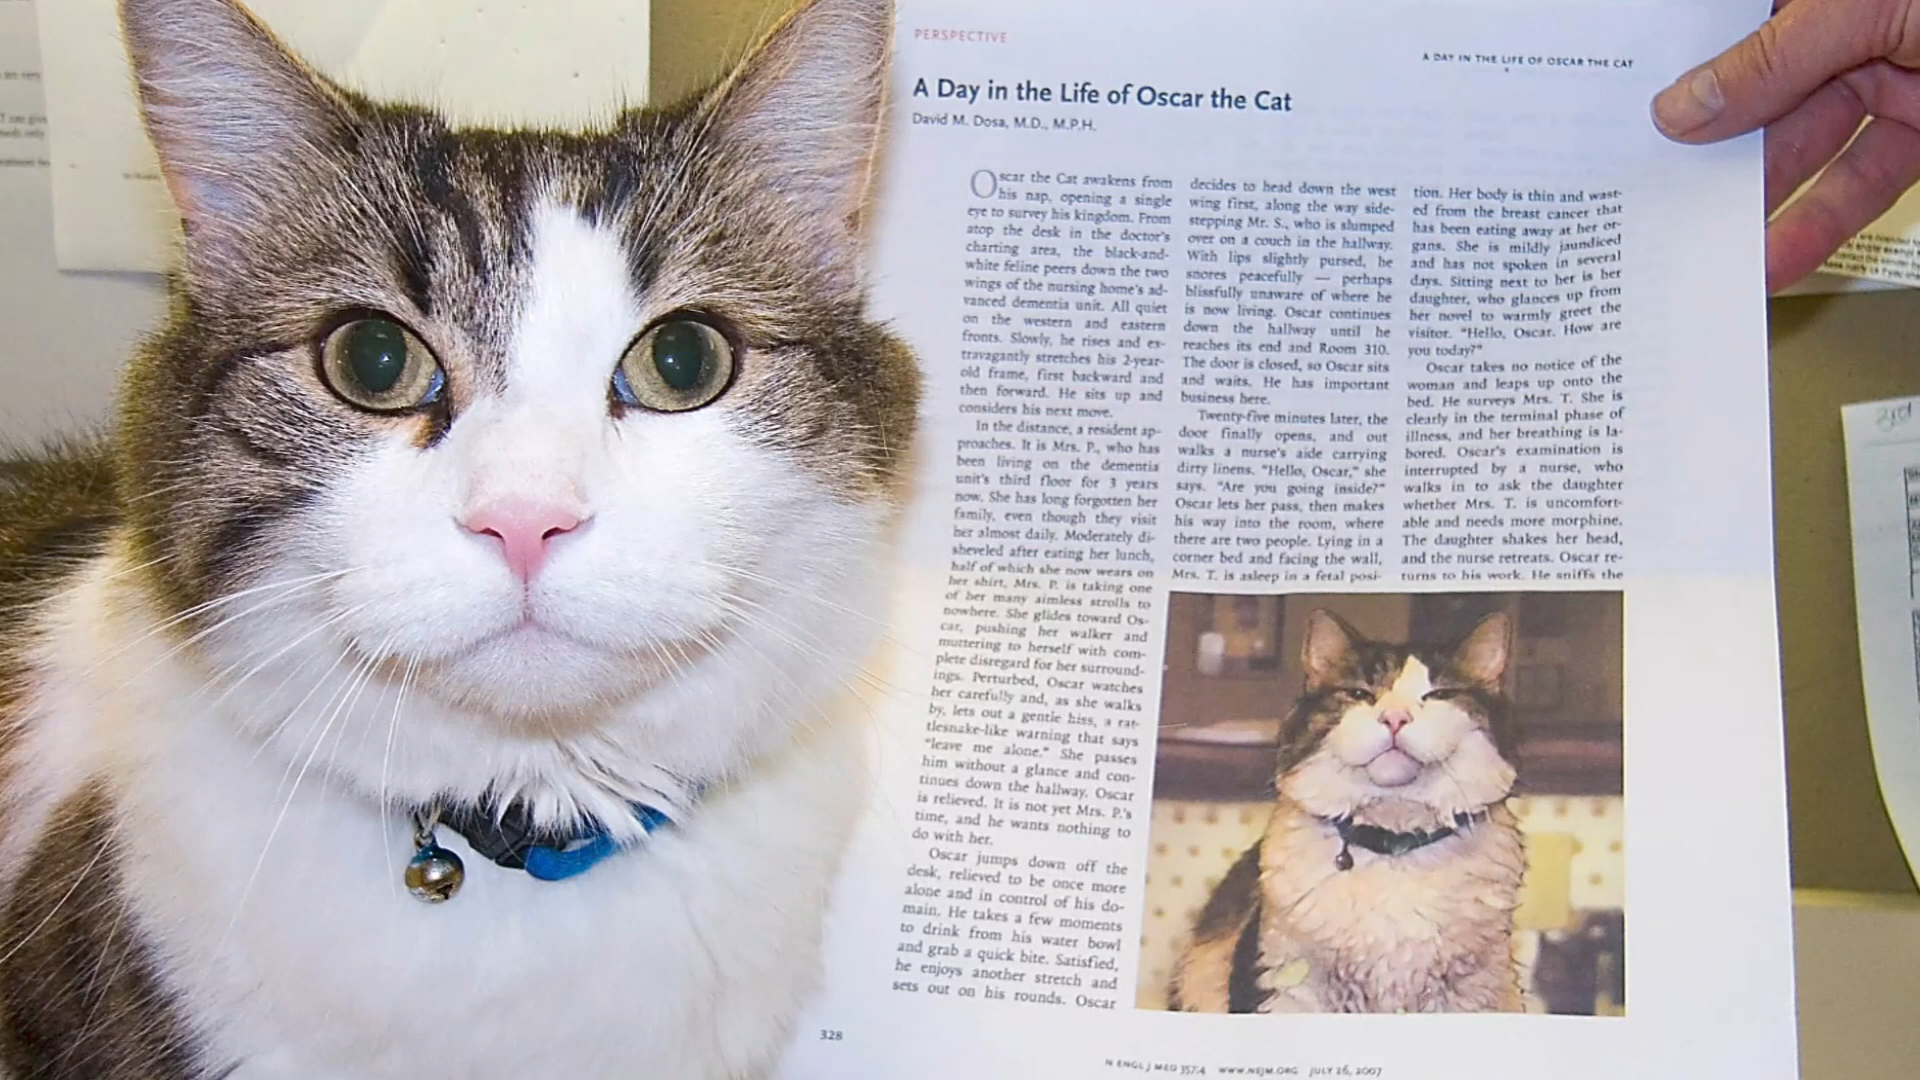 PERSPECTIVE
A DAY IN THE LIFE OF OSCAR THE CAT
A Day in the Life of Oscar the Cat
David M. Dosa, M.D., M.P.H.
Oscar the Cat awakens from
his nap, opening a single
eye to survey his kingdom. From
atop the desk in the doctor's
charting area, the black-and-
white feline peers down the two
wings of the nursing home's ad-
vanced dementia unit. All quiet
on the western and eastern
fronts. Slowly, he rises and ex-
travagantly stretches his 2-year-
old frame, first backward and
then forward. He sits up and
considers his next move.
In the distance, a resident ap-
proaches. It is Mrs. P., who has
been living on the dementia
unit's third floor for 3 years
now. She has long forgotten her
family, even though they visit
her almost daily. Moderately di-
sheveled after eating her lunch,
half of which she now wears on
her shirt, Mrs. P. is taking one
of her many aimless strolls to
nowhere. She glides toward Os-
car, pushing her walker and
muttering to herself with com-
plete disregard for her surround-
ings. Perturbed, Oscar watches
her carefully and, as she walks
by, lets out a gentle hiss, a rat-
tlesnake-like warning that says
"leave me alone." She passes
him without a glance and con-
tinues down the hallway. Oscar
is relieved. It is not yet Mrs. P.'s
time, and he wants nothing to
do with her.
Oscar jumps down off the
desk, relieved to be once more
alone and in control of his do-
main. He takes a few moments
to drink from his water bowl
and grab a quick bite. Satisfied,
he enjoys another stretch and
sets out on his rounds. Oscar
decides to head down the west
wing first, along the way side-
stepping Mr. S., who is slumped
over on a couch in the hallway.
With lips slightly pursed, he
snores peacefully — perhaps
blissfully unaware of where he
is now living. Oscar continues
down the hallway until he
reaches its end and Room 310.
The door is closed, so Oscar sits
and waits. He has important
business here.
Twenty-five minutes later, the
door finally opens, and out
walks a nurse's aide carrying
dirty linens. "Hello, Oscar," she
says. "Are you going inside?"
Oscar lets her pass, then makes
his way into the room, where
there are two people. Lying in a
corner bed and facing the wall,
Mrs. T. is asleep in a fetal posi-
tion. Her body is thin and wast-
ed from the breast cancer that
has been eating away at her or-
gans. She is mildly jaundiced
and has not spoken in several
days. Sitting next to her is her
daughter, who glances up from
her novel to warmly greet the
visitor. "Hello, Oscar. How are
you today?"
Oscar takes no notice of the
woman and leaps up onto the
bed. He surveys Mrs. T. She is
clearly in the terminal phase of
illness, and her breathing is la-
bored. Oscar's examination is
interrupted by a nurse, who
walks in to ask the daughter
whether Mrs. T. is uncomfort-
able and needs more morphine.
The daughter shakes her head,
and the nurse retreats. Oscar re-
turns to his work. He sniffs the
328
N ENGL J MED 357;4 WWW.NEJM.ORG JULY 26, 2007
3rd